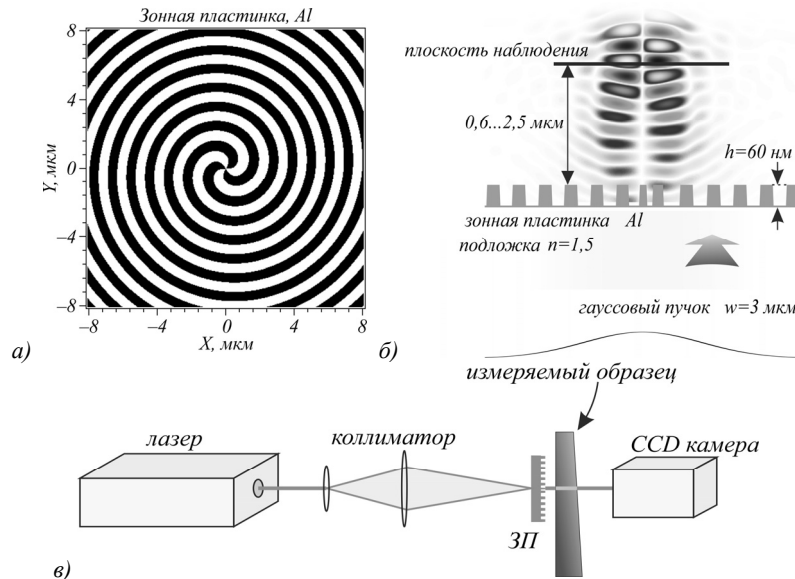 Зонная пластинка, Al
8
4
0
–4
–8
Y, мкм
–8 –4 0 4 8
X, мкм
а)
плоскость наблюдения
0,6...2,5 мкм
h=60 нм
зонная пластинка Al
подложка n=1,5
гауссовый пучок w=3 мкм
б)
измеряемый образец
лазер
коллиматор
CCD камера
ЗП
в)